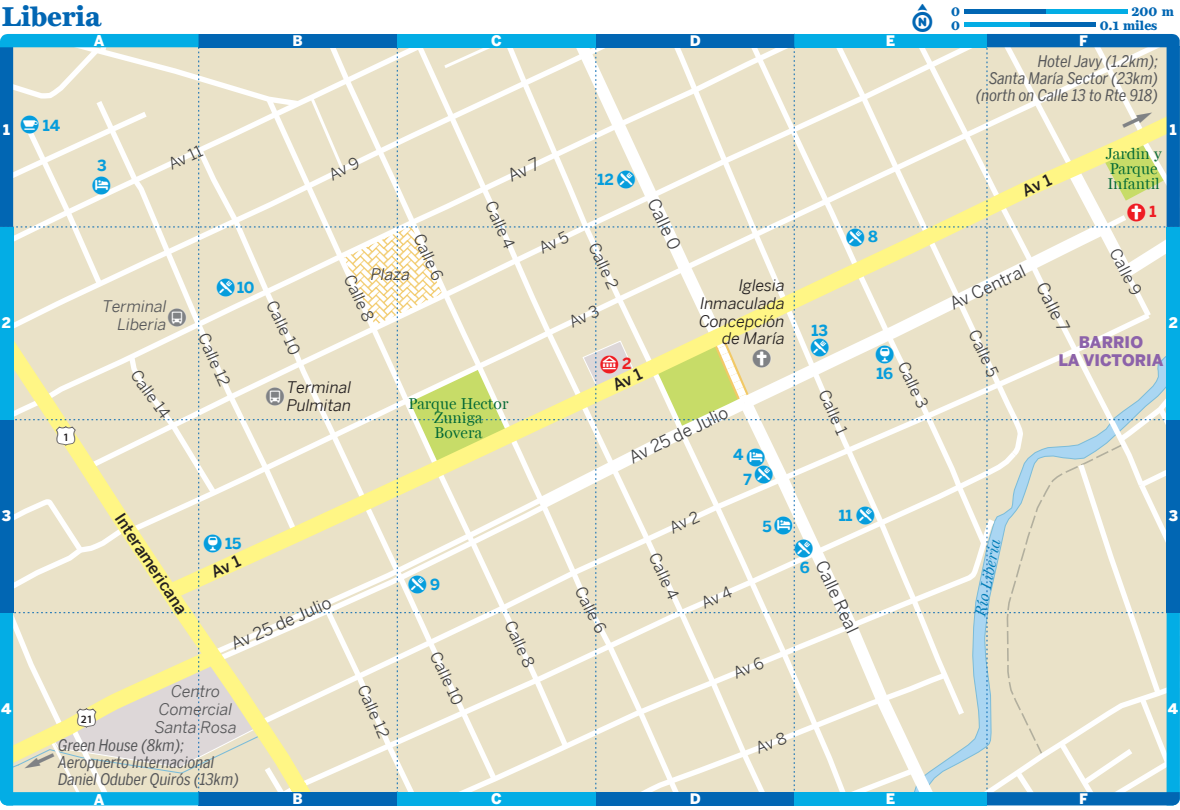 Liberia
N
0 200 m
0 0.1 miles
A B C D E F
1
1
2
2
3
3
4
4
Hotel Javy (1.2km);
Santa María Sector (23km)
(north on Calle 13 to Rte 918)
14
3
Av 11
Av 9
Av 7
12
Calle 0
Av 1
Jardín y
Parque
Infantil
1
Calle 4
Av 5
Calle 2
Calle 6
Plaza
Calle 8
8
Calle 9
10
Terminal
Liberia
Calle 10
Av 3
Iglesia
Inmaculada
Concepción
de María
Av Central
Calle 7
13
16
BARRIO
LA VICTORIA
Calle 12
Calle 14
2
Av 1
Calle 5
Calle 3
Calle 1
Terminal
Pulmitan
Parque Hector
Zuniga
Bovera
1
Av 25 de Julio
4
7
Av 2
5
11
6
Interamericana
15
Av 1
9
Calle 4
Av 4
Calle Real
Río Liberia
Av 25 de Julio
Calle 6
Calle 8
Calle 10
Av 6
Calle 12
Av 8
Centro
Comercial
Santa Rosa
21
Green House (8km);
Aeropuerto Internacional
Daniel Oduber Quirós (13km)
A B C D E F